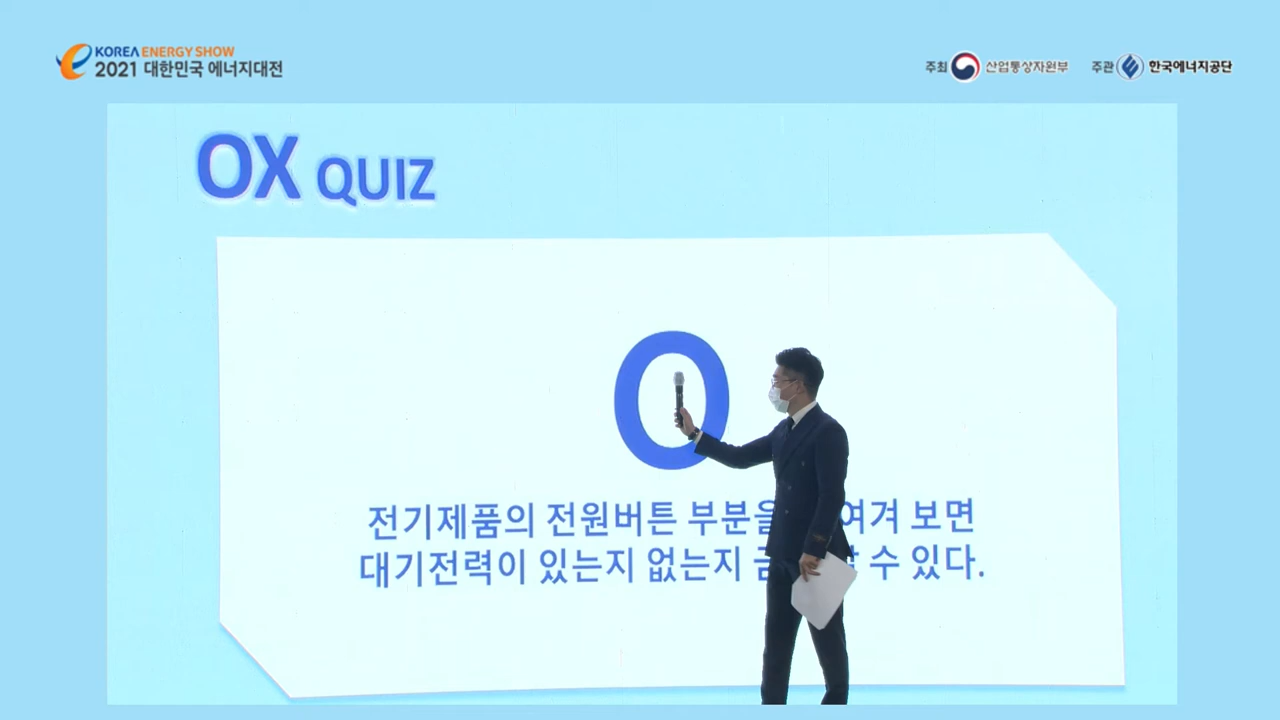 KOREA ENERGY SHOW
2021 대한민국 에너지대전
주최 산업통상자원부 주관 한국에너지공단
OX QUIZ
O
전기제품의 전원버튼 부분을 여겨 보면
대기전력이 있는지 없는지 수 있다.